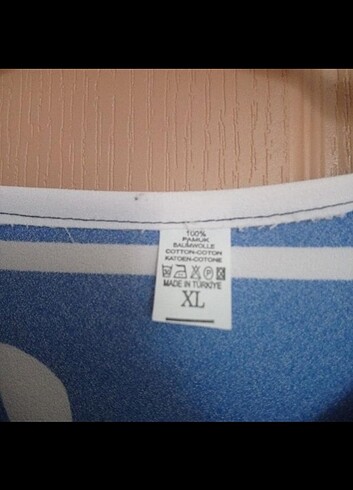 100%
PAMUK
BAUMWOLLE
COTTON-COTON
KATOEN-COTONE
MADE IN TÜRKİYE
XL